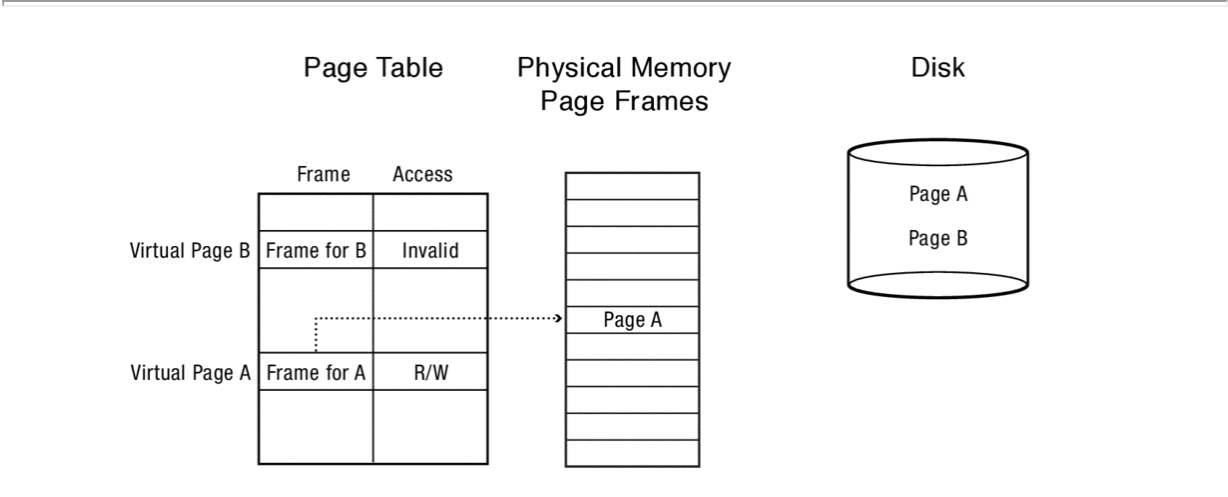 Page Table
Physical Memory
Page Frames
Disk
Frame
Access
Virtual Page B
Frame for B
Invalid
Virtual Page A
Frame for A
R/W
Page A
Page A
Page B